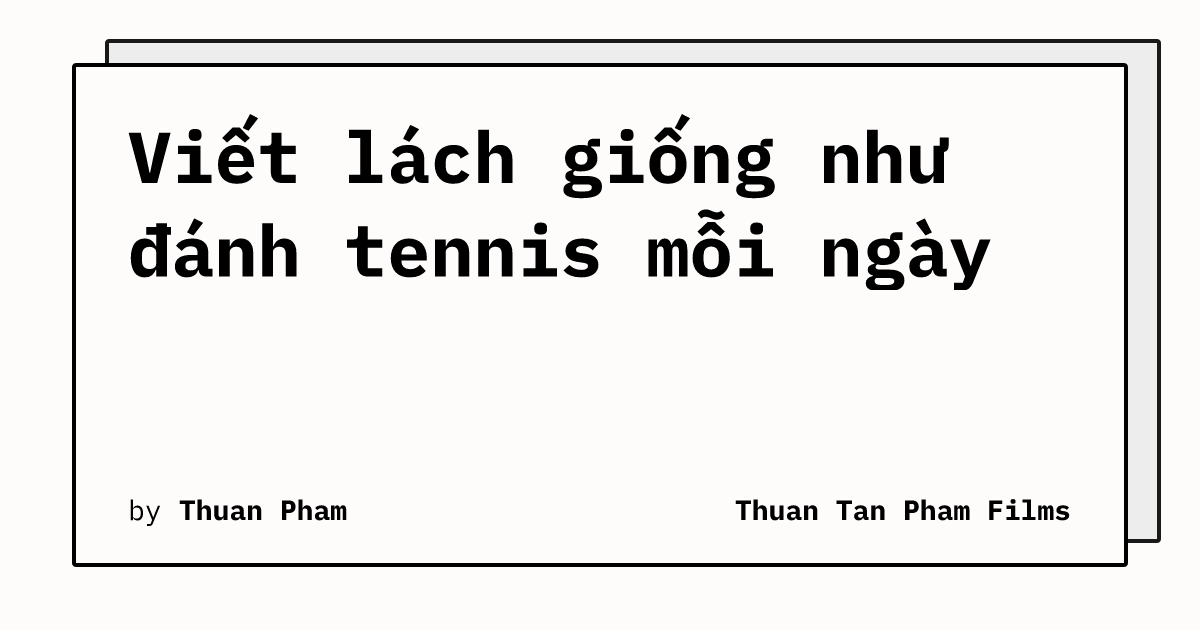 Viết lách giống như
đánh tennis mỗi ngày
by Thuan Pham
Thuan Tan Pham Films